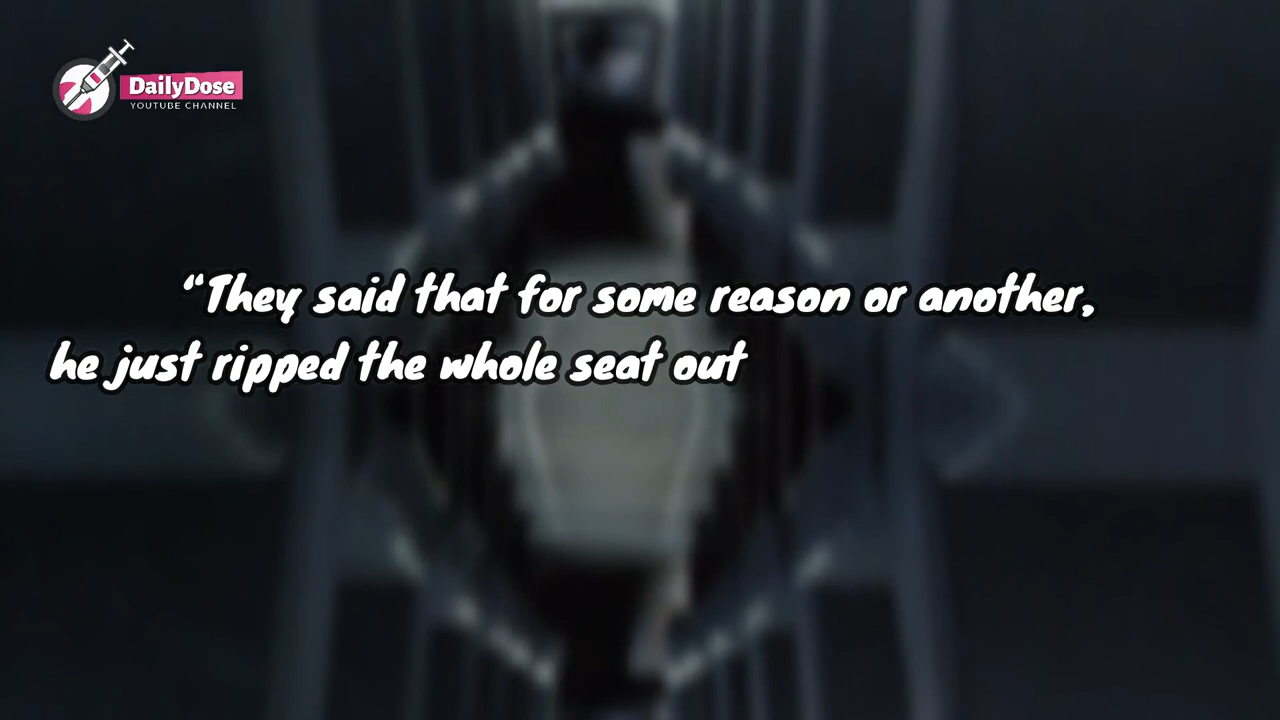 DailyDose
YOUTUBE CHANNEL
“They said that for some reason or another,
he just ripped the whole seat out